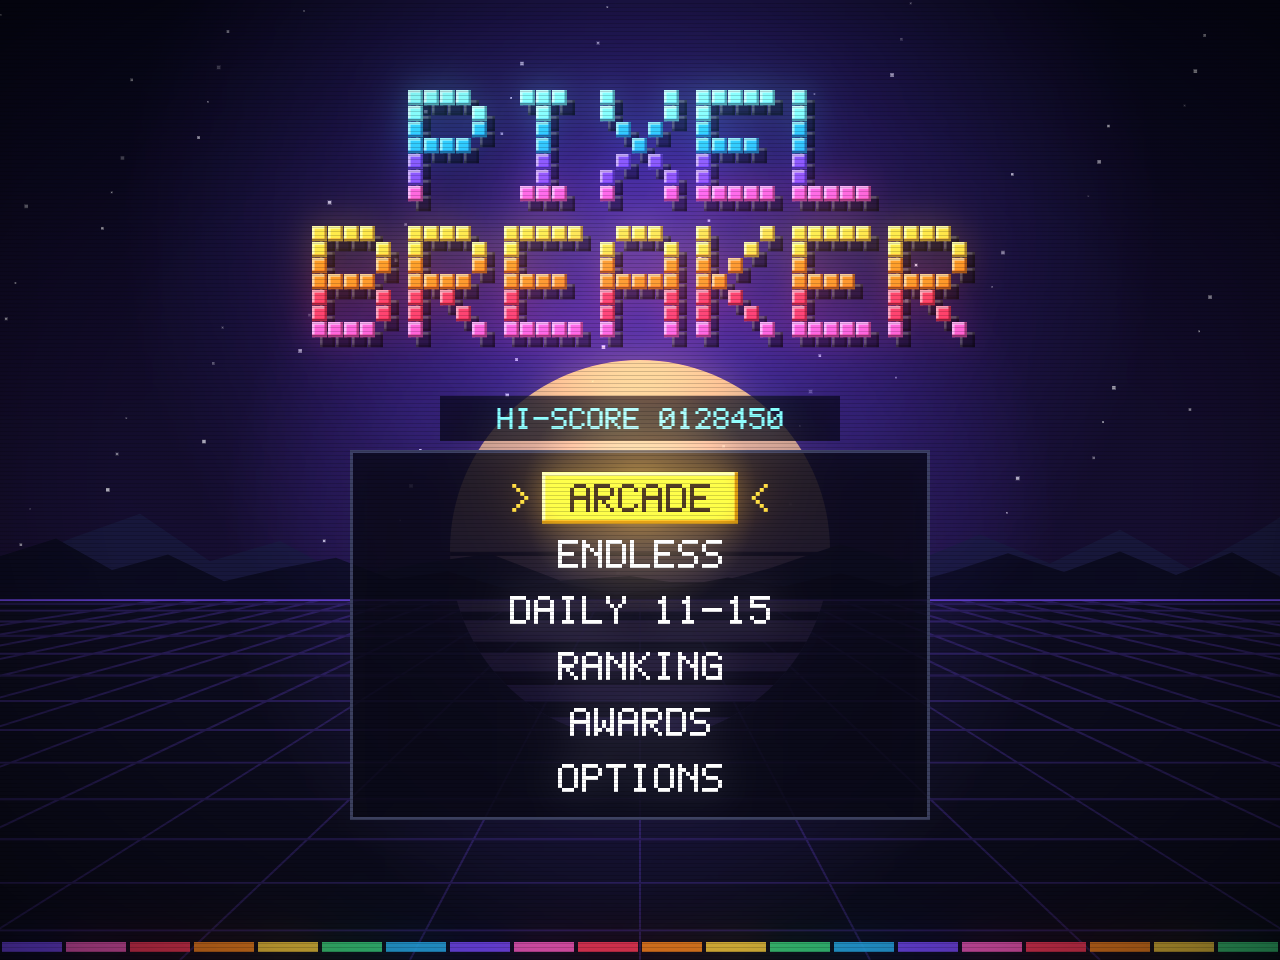 PIXEL
BREAKER
HI-SCORE 0128450
> ARCADE <
ENDLESS
DAILY 11-15
RANKING
AWARDS
OPTIONS